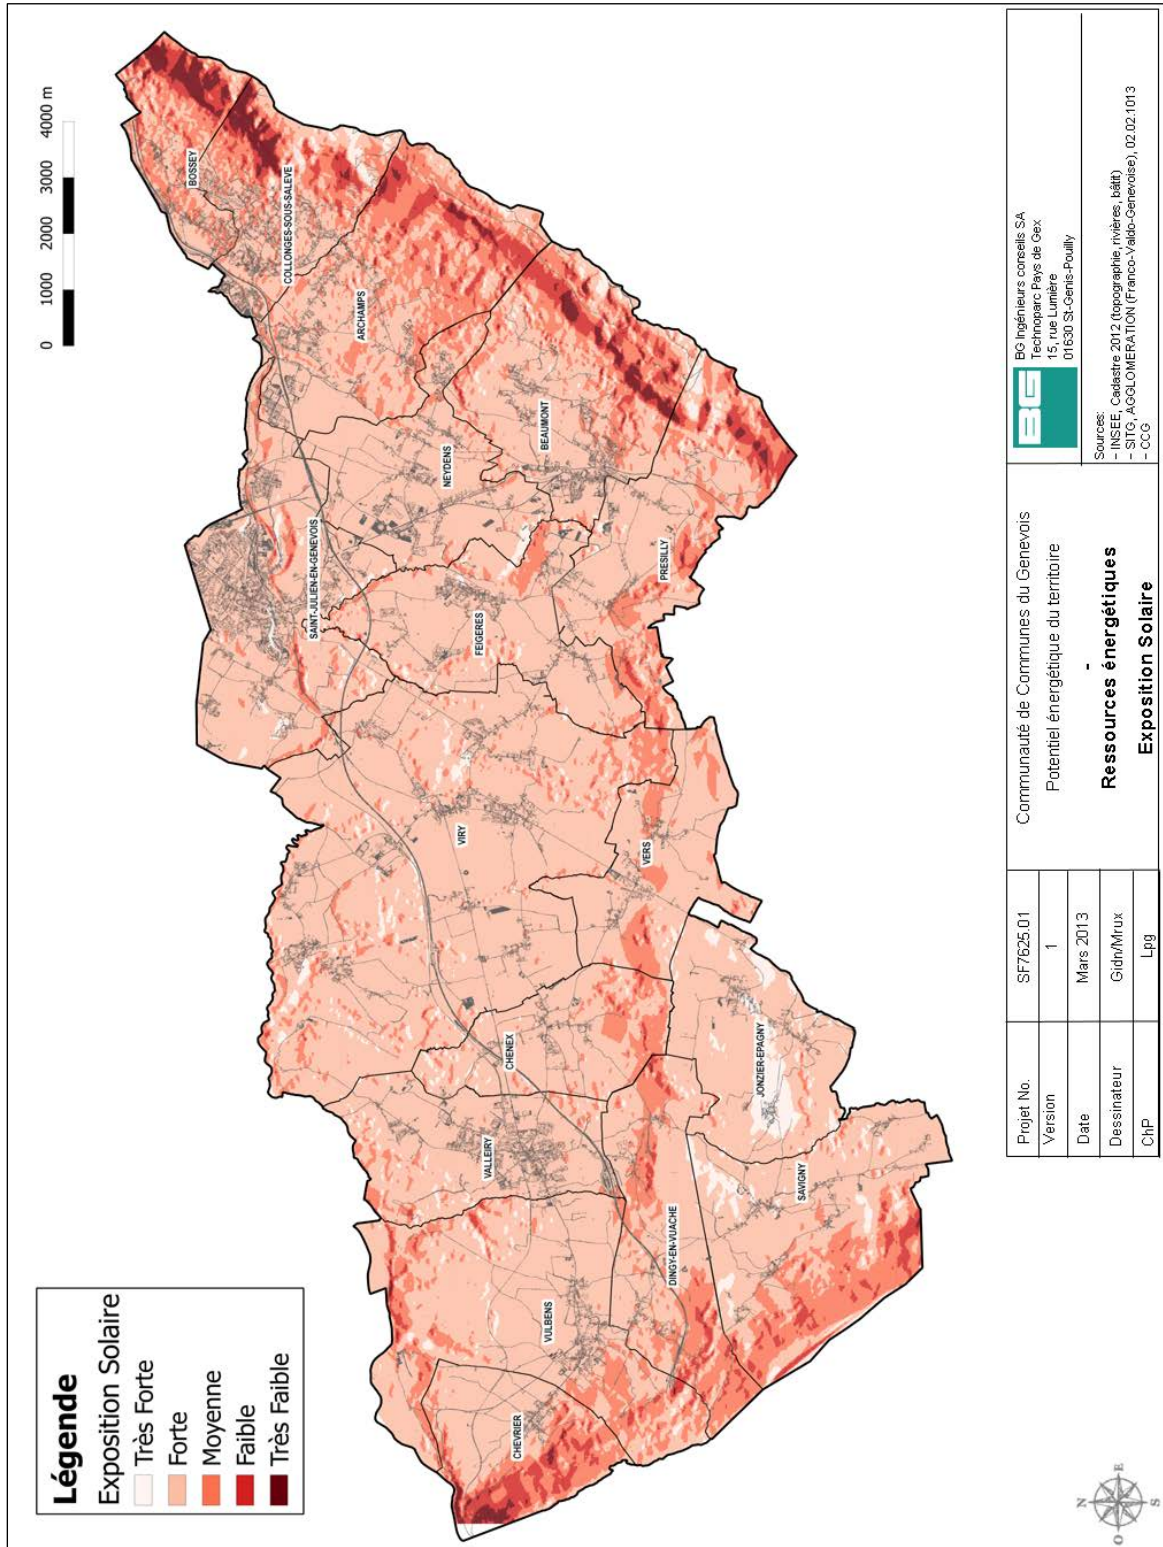 Légende
Exposition Solaire
Très Forte
Forte
Moyenne
Faible
Très Faible
0 1000 2000 3000 4000 m
BOSSEY
COLLONGES-SOUS-SALEVE
ARCHAMPS
NEYDENS
BEAUMONT
SAINT-JULIEN-EN-GENEVOIS
FEIGERES
PRESILLY
VIRY
VERS
CHENEX
JONZIER-EPAGNY
VALLEIRY
SAVIGNY
DINGY-EN-VUACHE
VULBENS
CHEVRIER
N
E
S
O
Projet No. SF7625.01
Version 1
Date Mars 2013
Dessinateur Gidn/Mrux
ChP Lpg
Communauté de Communes du Genevois
Potentiel énergétique du territoire
-
Ressources énergétiques
Exposition Solaire
BG
BG Ingénieurs conseils SA
Technoparc Pays de Gex
15, rue Lumière
01630 St-Genis-Pouilly
Sources:
- INSEE, Cadastre 2012 (topographie, rivières, bâtit)
- SITG, AGGLOMERATION (Franco-Valdo-Genevoise), 02.02.1013
- CCG